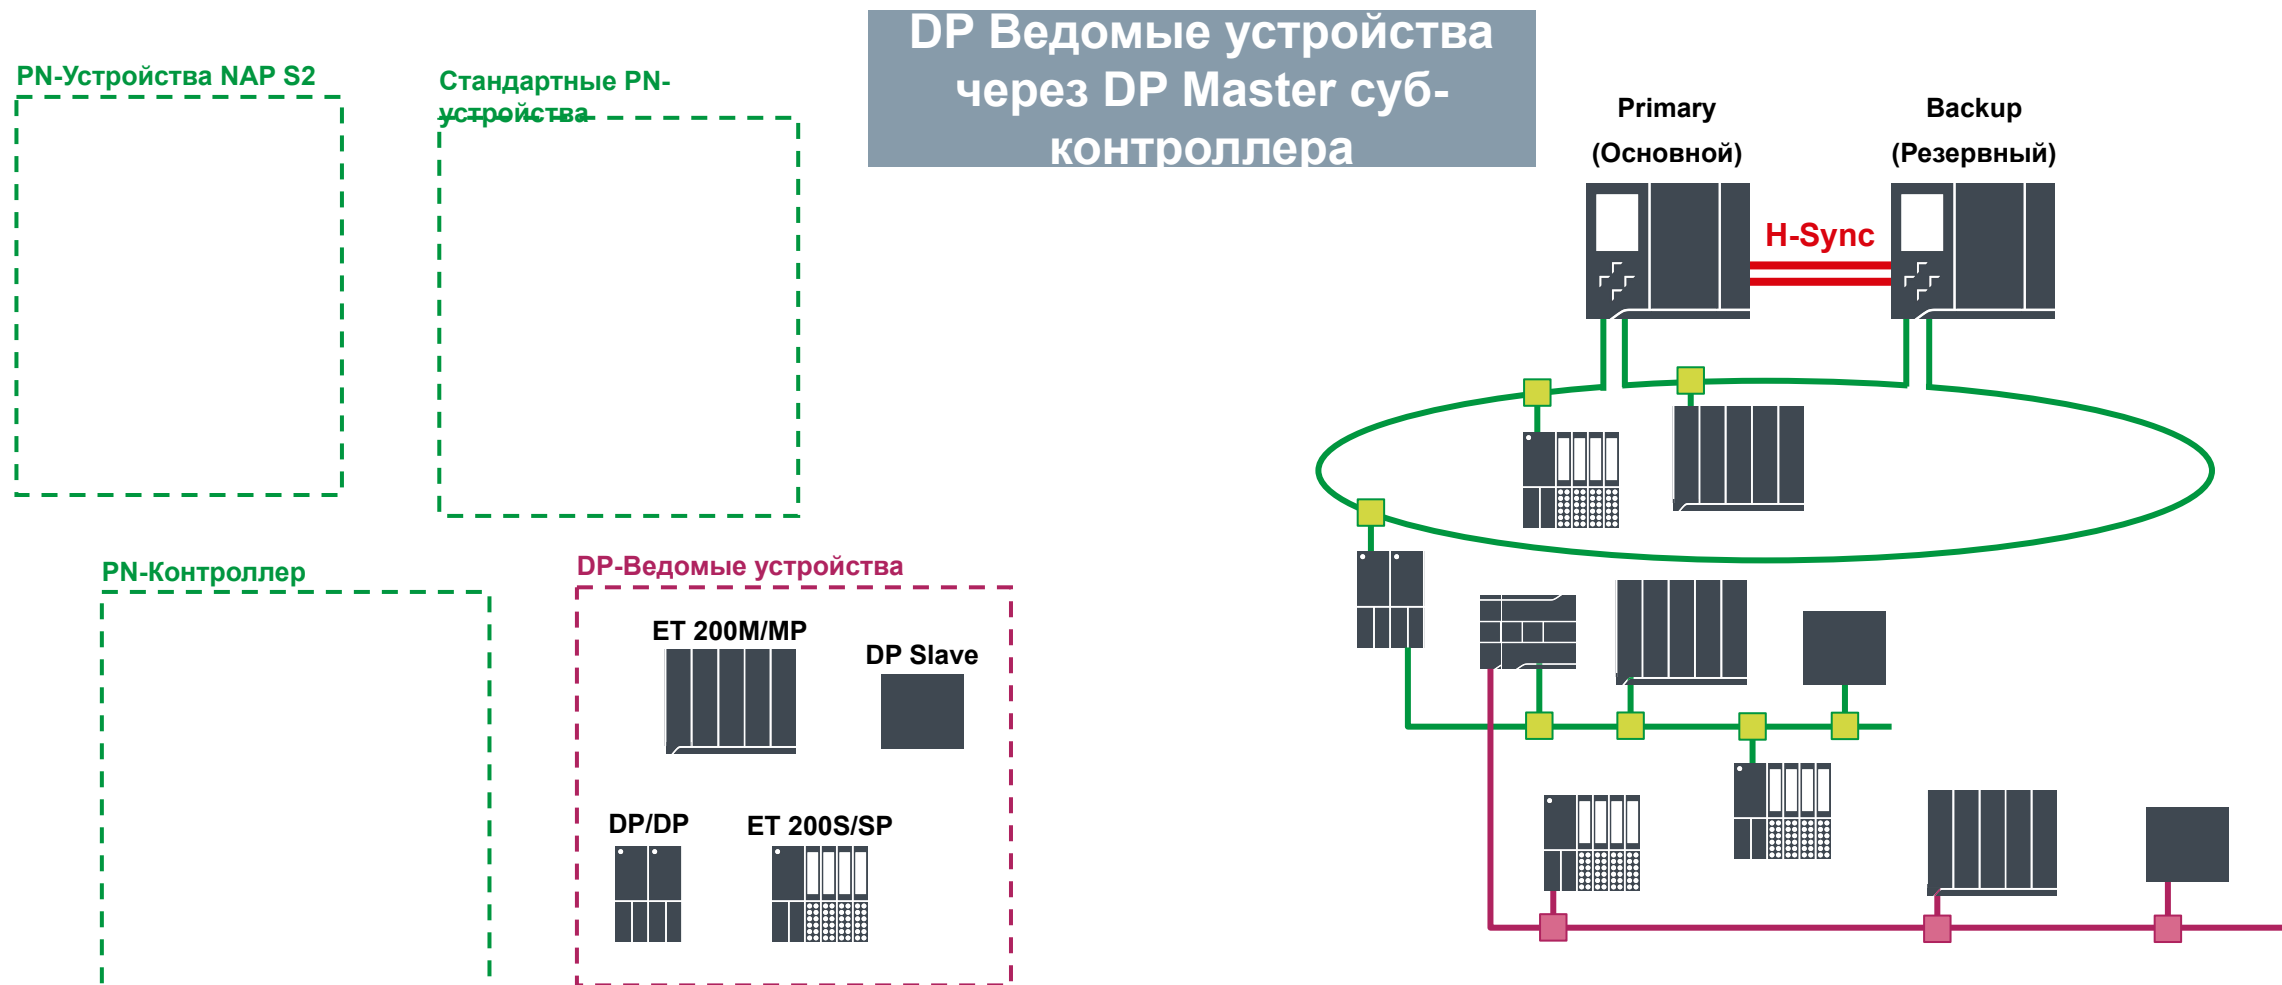 DP Ведомые устройства
через DP Master суб-
контроллера
PN-Устройства NAP S2
Стандартные PN-
устройства
Primary
(Основной)
Backup
(Резервный)
H-Sync
PN-Контроллер
DP-Ведомые устройства
ET 200M/MP
DP Slave
DP/DP
ET 200S/SP